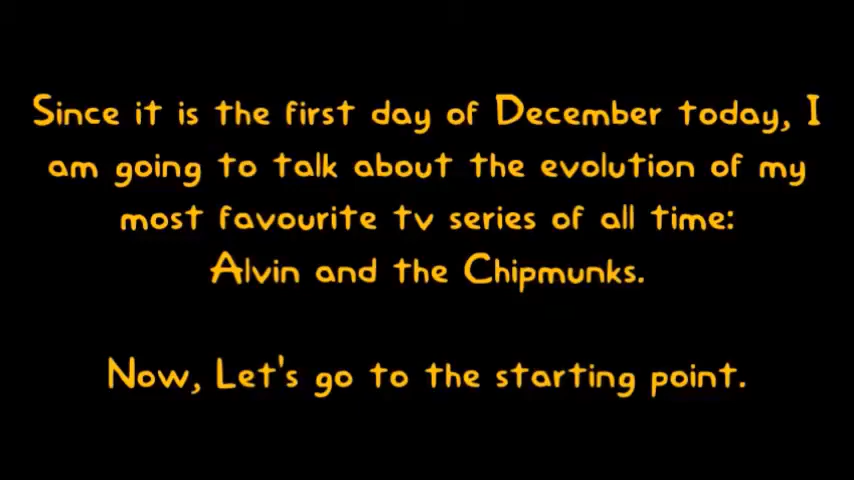 Since it is the first day of December today, I
am going to talk about the evolution of my
most favourite tv series of all time:
Alvin and the Chipmunks.
Now, Let's go to the starting point.